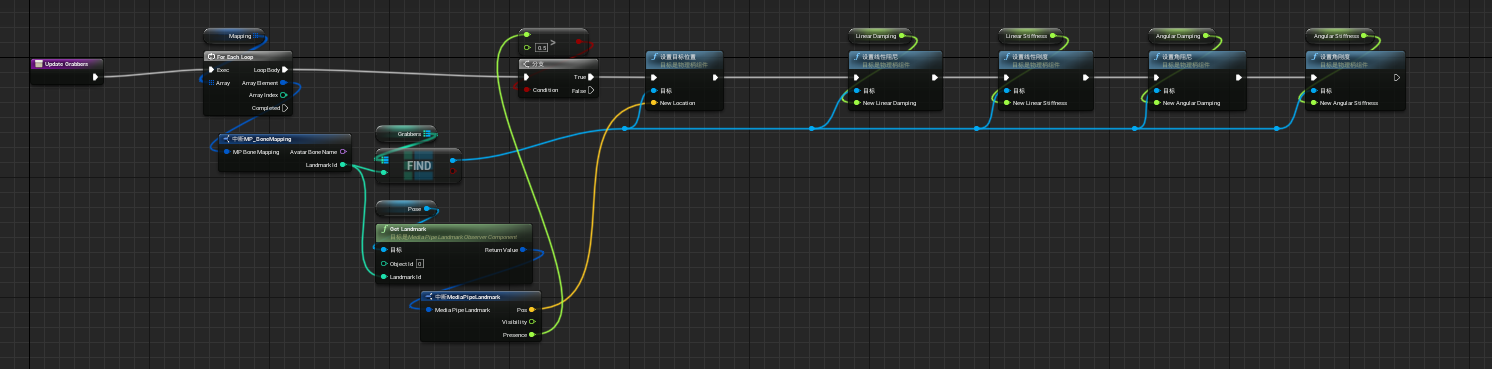 Update Grabbers
Mapping
For Each Loop
Exec
Loop Body
Array
Array Element
Array Index
Completed
中断MP_BoneMapping
MP Bone Mapping
Avatar Bone Name
Landmark Id
Grabbers
FIND
Pose
Get Landmark
目标是Media Pipe Landmark Observer Component
目标
Return Value
Object Id
0
Landmark Id
中断MediaPipeLandmark
Media Pipe Landmark
Pos
Visibility
Presence
>
0.5
分支
True
Condition
False
设置目标位置
目标是物理柄组件
目标
New Location
Linear Damping
设置线性阻尼
目标是物理柄组件
目标
New Linear Damping
Linear Stiffness
设置线性刚度
目标是物理柄组件
目标
New Linear Stiffness
Angular Damping
设置角阻尼
目标是物理柄组件
目标
New Angular Damping
Angular Stiffness
设置角刚度
目标是物理柄组件
目标
New Angular Stiffness